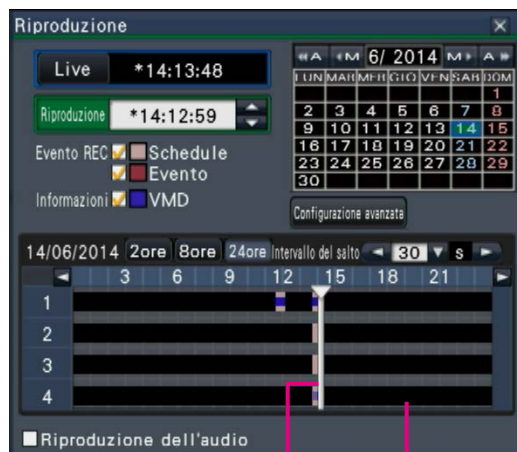 Riproduzione
Live *14:13:48
Riproduzione *14:12:59
Evento REC Schedule
Evento
Informazioni VMD
A M 6/ 2014 M A
LUN MAR MER GIO VEN SAB DOM
1
2 3 4 5 6 7 8
9 10 11 12 13 14 15
16 17 18 19 20 21 22
23 24 25 26 27 28 29
30
Configurazione avanzata
14/06/2014 2ore 8ore 24ore Intervallo del salto 30 s
3 6 9 12 15 18 21
1
2
3
4
Riproduzione dell'audio